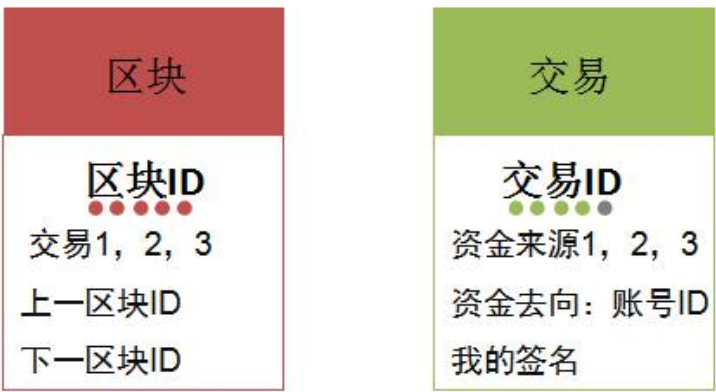 区块
区块ID
交易1，2，3
上一区块ID
下一区块ID
交易
交易ID
资金来源1，2，3
资金去向：账号ID
我的签名